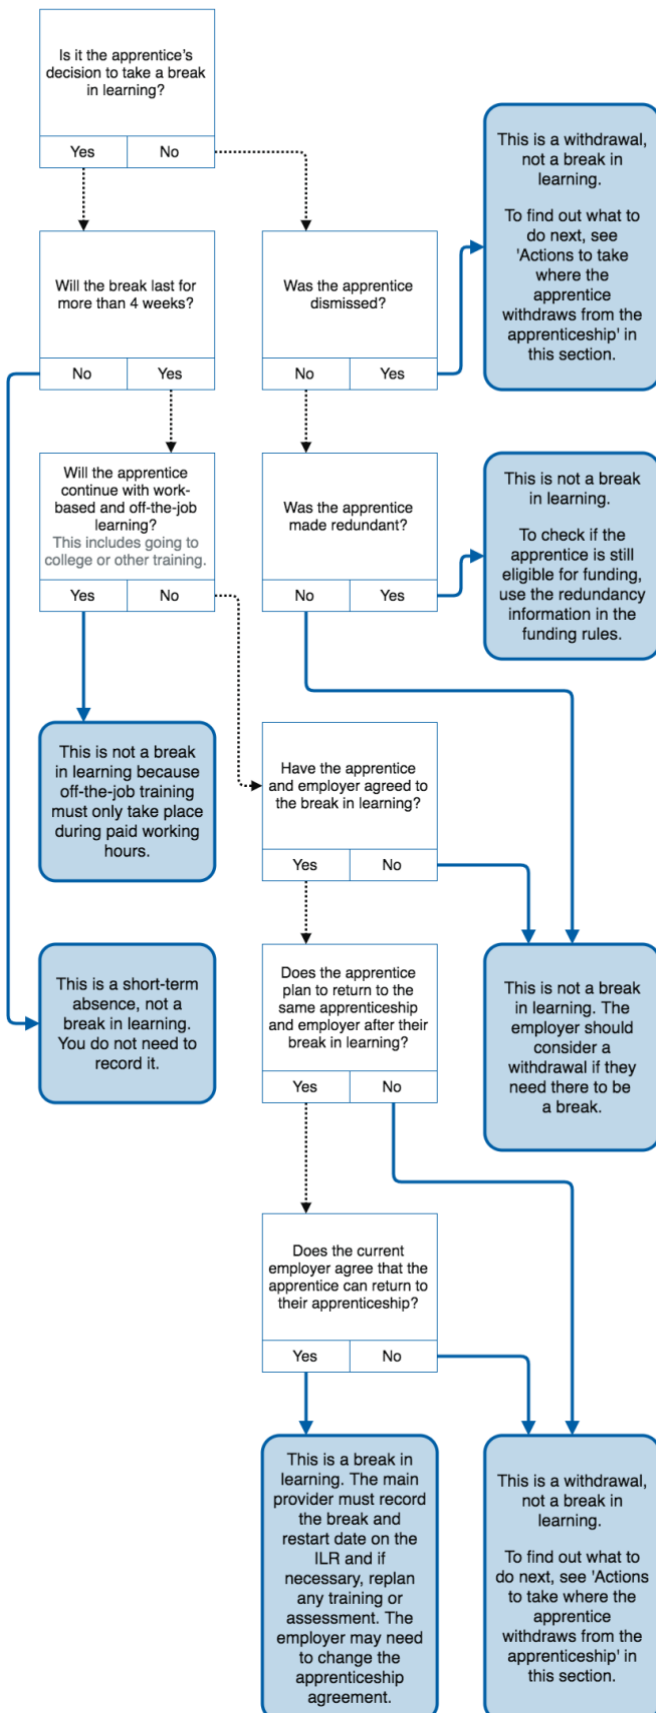 Is it the apprentice's
decision to take a break
in learning?
Yes
No
This is a withdrawal,
not a break in
learning.
To find out what to
do next, see
'Actions to take
where the
apprentice
withdraws from the
apprenticeship' in
this section.
Will the break last for
more than 4 weeks?
No
Yes
Was the apprentice
dismissed?
No
Yes
Will the apprentice
continue with work-
based and off-the-job
learning?
This includes going to
college or other training.
Yes
No
Was the apprentice
made redundant?
No
Yes
This is not a break
in learning.
To check if the
apprentice is still
eligible for funding,
use the redundancy
information in the
funding rules.
This is not a break
in learning because
off-the-job training
must only take place
during paid working
hours.
Have the apprentice
and employer agreed to
the break in learning?
Yes
No
This is a short-term
absence, not a
break in learning.
You do not need to
record it.
Does the apprentice
plan to return to the
same apprenticeship
and employer after their
break in learning?
Yes
No
This is not a break
in learning. The
employer should
consider a
withdrawal if they
need there to be
a break.
Does the current
employer agree that the
apprentice can return to
their apprenticeship?
Yes
No
This is a break in
learning. The main
provider must record
the break and
restart date on the
ILR and if
necessary, replan
any training or
assessment. The
employer may need
to change the
apprenticeship
agreement.
This is a withdrawal,
not a break in
learning.
To find out what to
do next, see 'Actions
to take where the
apprentice
withdraws from the
apprenticeship' in
this section.